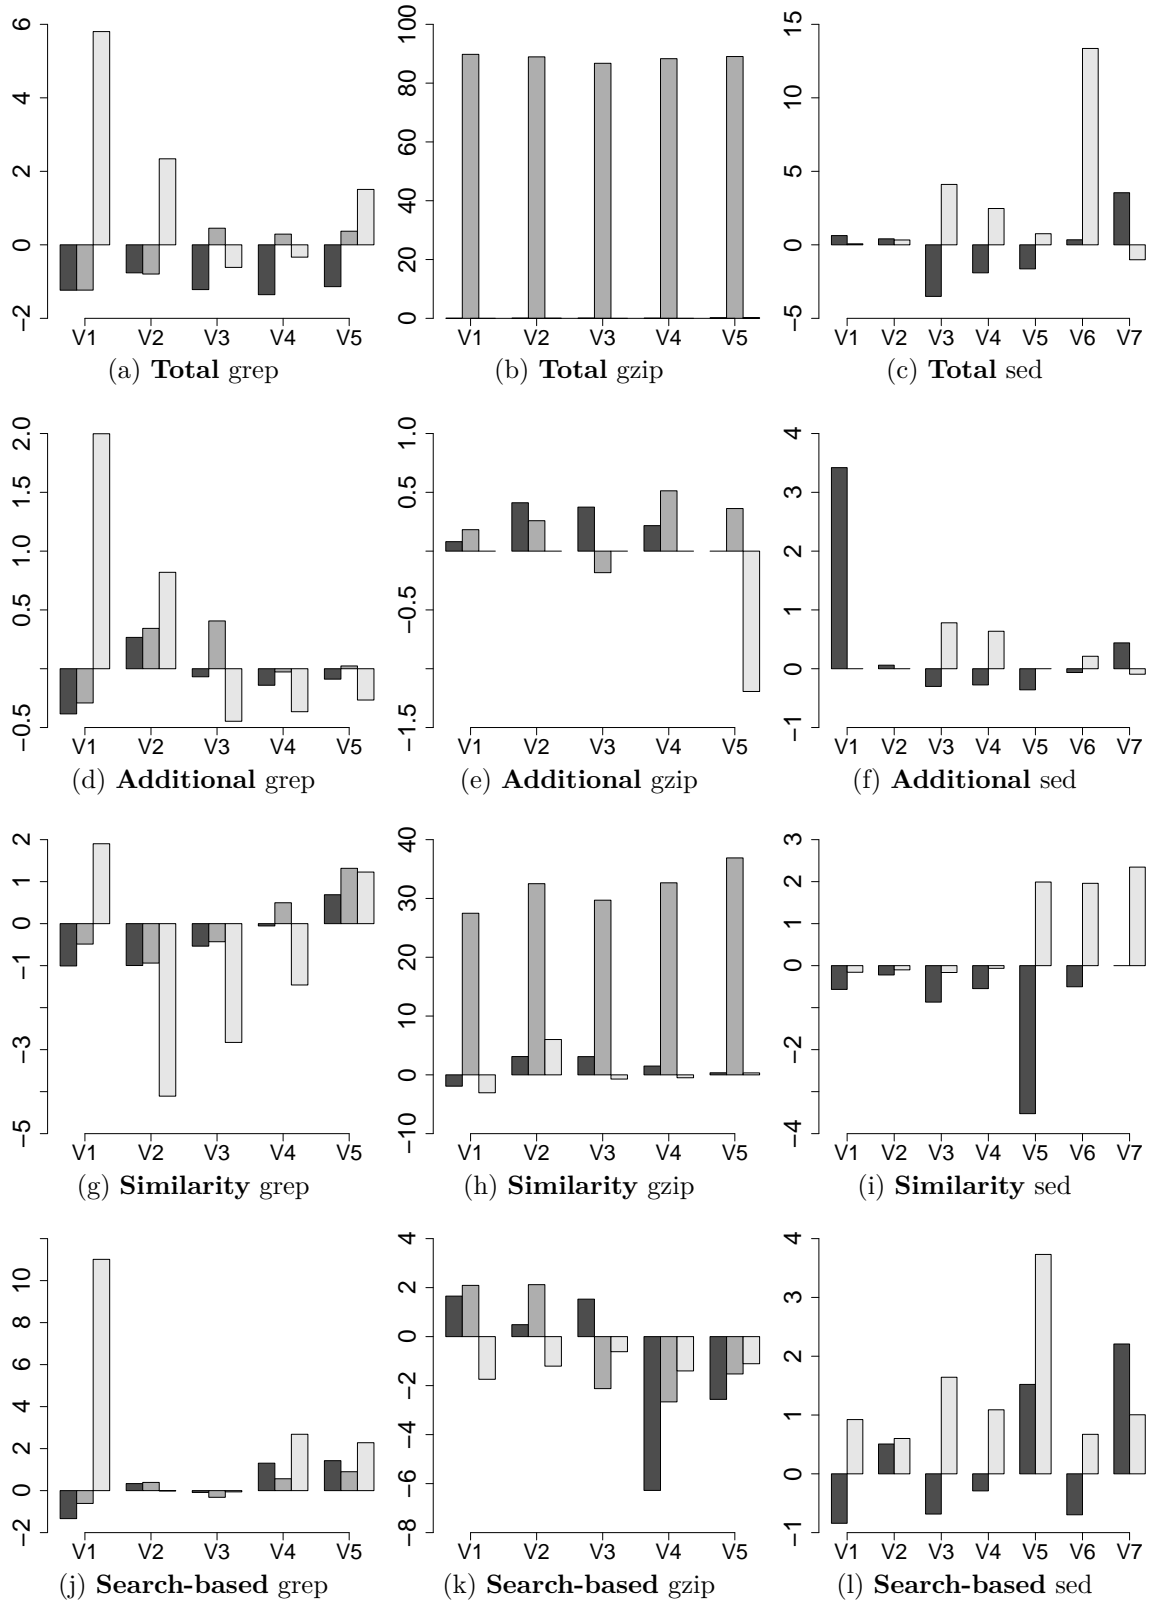 6
4
2
0
−2
V1 V2 V3 V4 V5
(a) Total grep
100
80
60
40
20
0
V1 V2 V3 V4 V5
(b) Total gzip
15
10
5
0
−5
V1 V2 V3 V4 V5 V6 V7
(c) Total sed
2.0
1.5
1.0
0.5
−0.5
V1 V2 V3 V4 V5
(d) Additional grep
1.0
0.5
−0.5
−1.5
V1 V2 V3 V4 V5
(e) Additional gzip
4
3
2
1
0
−1
V1 V2 V3 V4 V5 V6 V7
(f) Additional sed
2
1
0
−1
−3
−5
V1 V2 V3 V4 V5
(g) Similarity grep
40
30
20
10
0
−10
V1 V2 V3 V4 V5
(h) Similarity gzip
3
2
1
0
−2
−4
V1 V2 V3 V4 V5 V6 V7
(i) Similarity sed
10
8
6
4
2
0
−2
V1 V2 V3 V4 V5
(j) Search-based grep
4
2
0
−2
−4
−6
−8
V1 V2 V3 V4 V5
(k) Search-based gzip
4
3
2
1
0
−1
V1 V2 V3 V4 V5 V6 V7
(l) Search-based sed